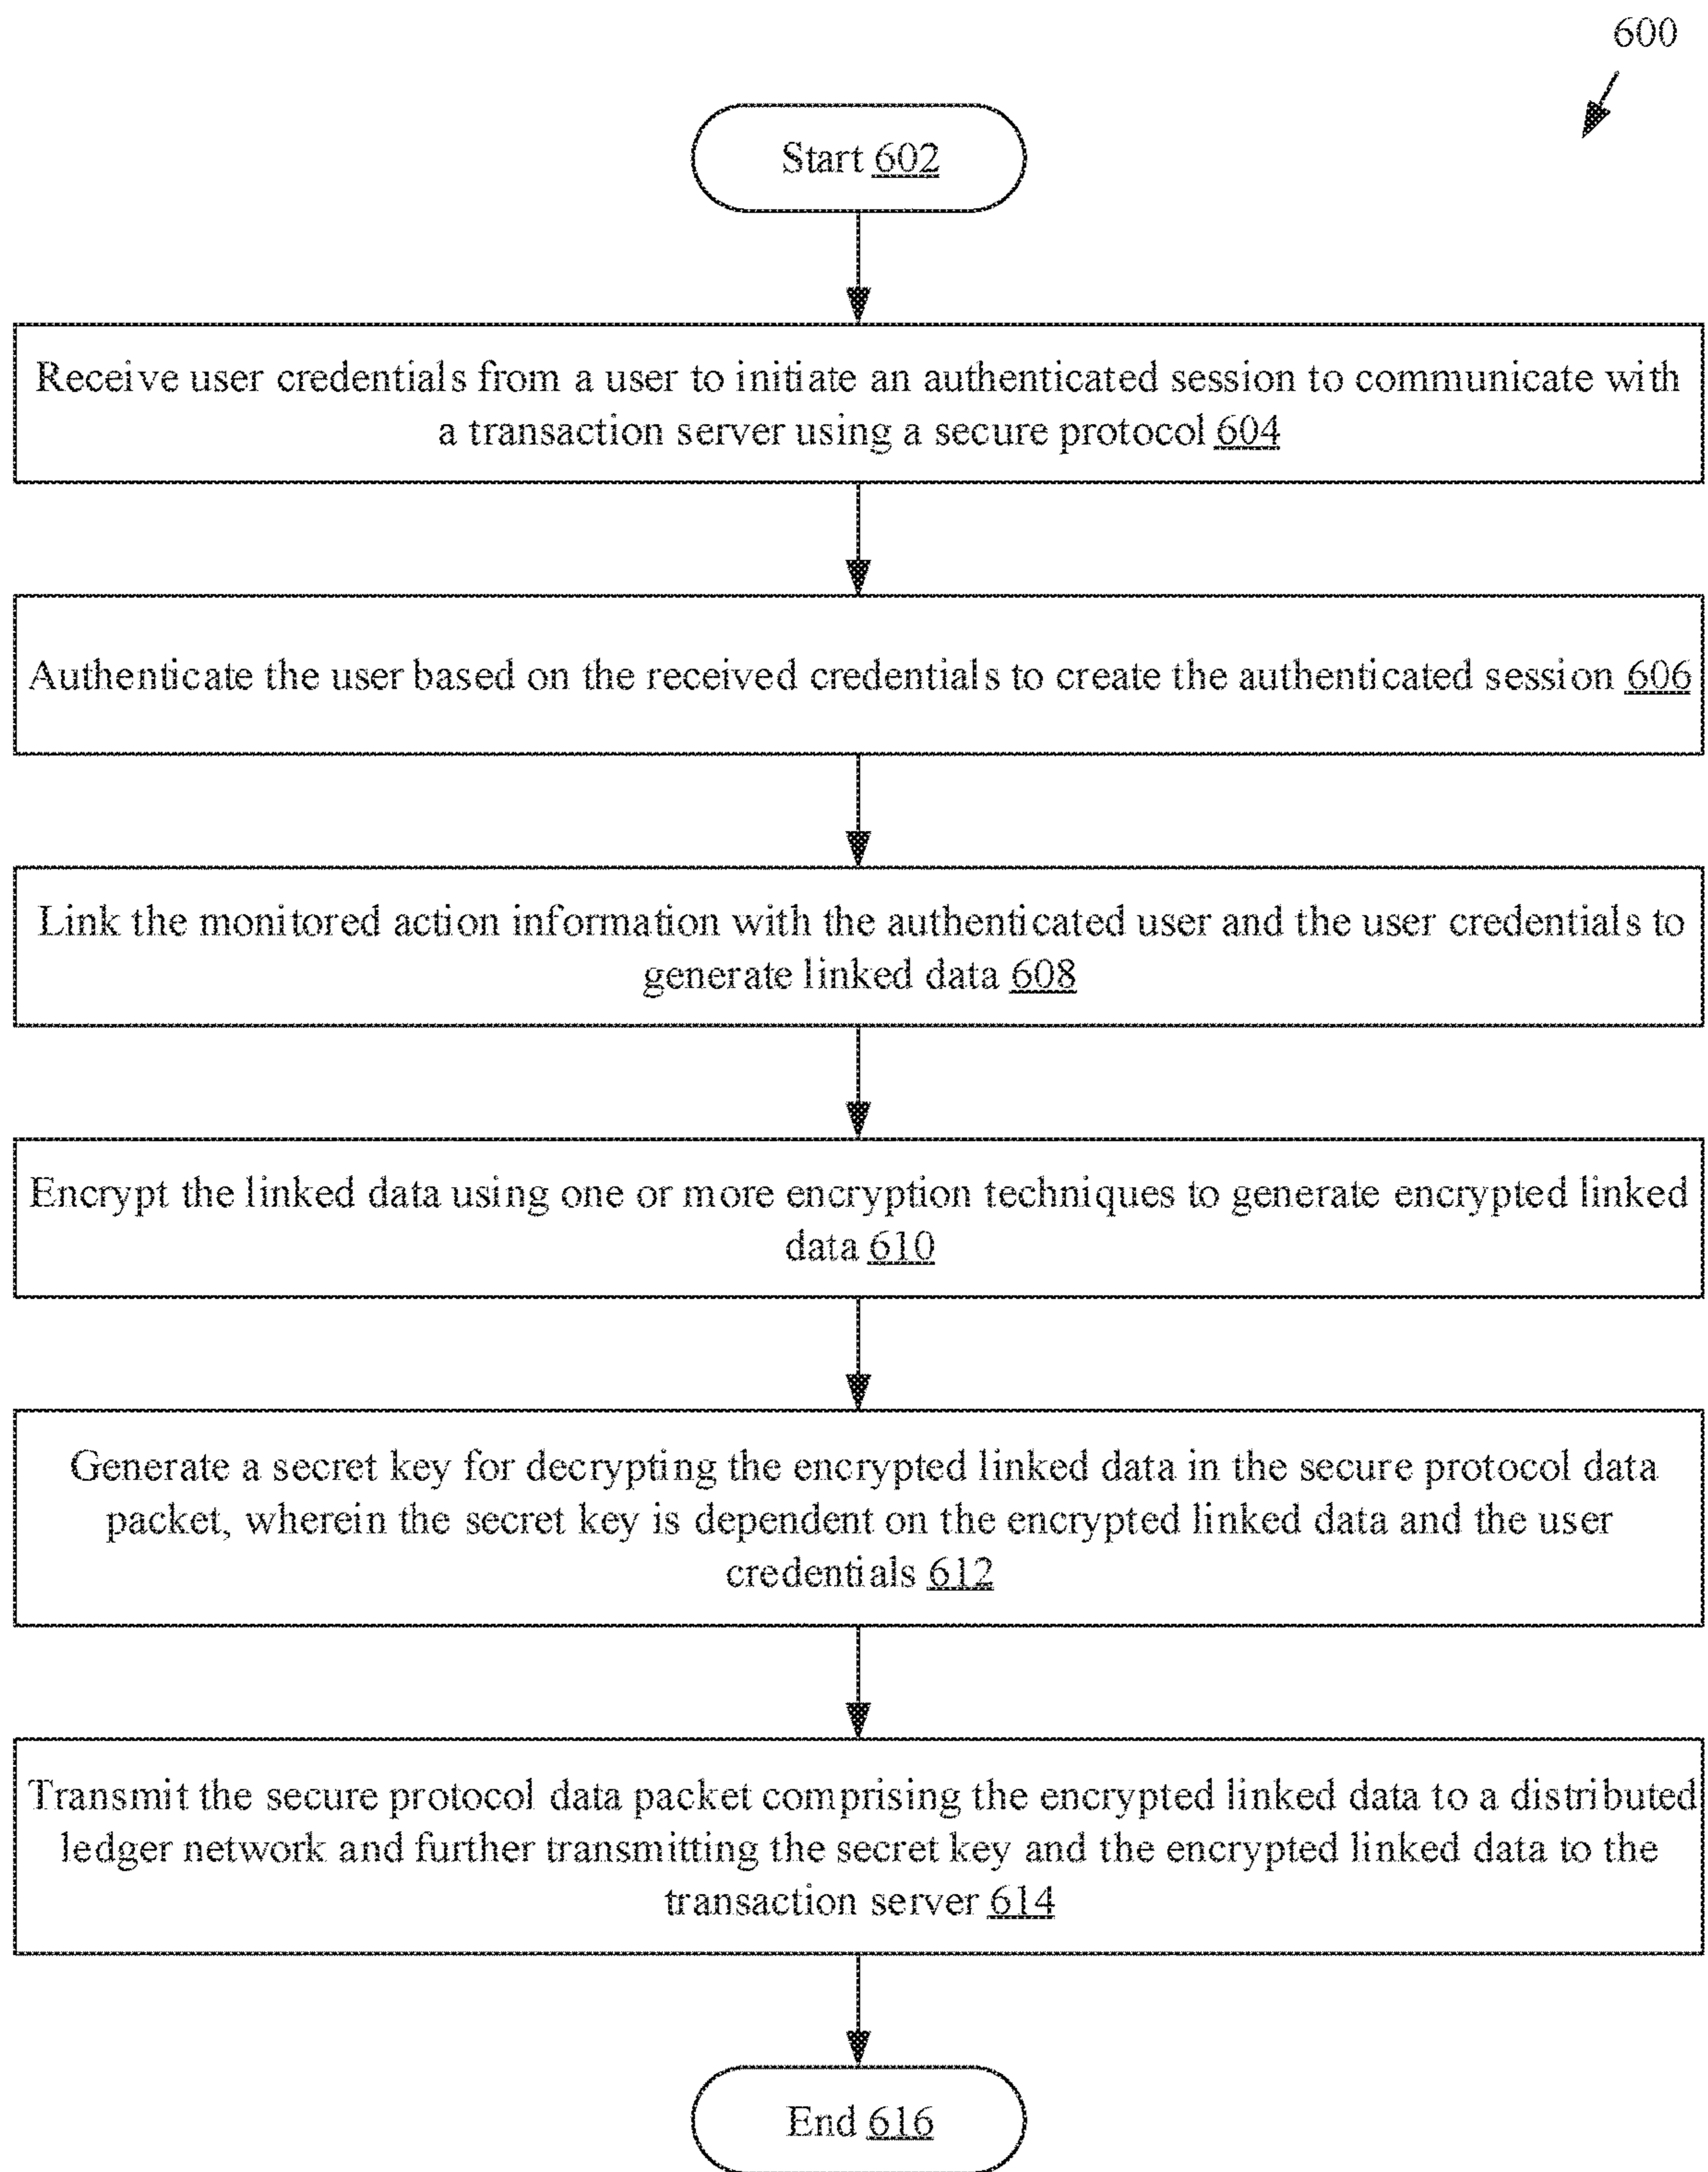 600
Start 602
Receive user credentials from a user to initiate an authenticated session to communicate with
a transaction server using a secure protocol 604
Authenticate the user based on the received credentials to create the authenticated session 606
Link the monitored action information with the authenticated user and the user credentials to
generate linked data 608
Encrypt the linked data using one or more encryption techniques to generate encrypted linked
data 610
Generate a secret key for decrypting the encrypted linked data in the secure protocol data
packet, wherein the secret key is dependent on the encrypted linked data and the user
credentials 612
Transmit the secure protocol data packet comprising the encrypted linked data to a distributed
ledger network and further transmitting the secret key and the encrypted linked data to the
transaction server 614
End 616